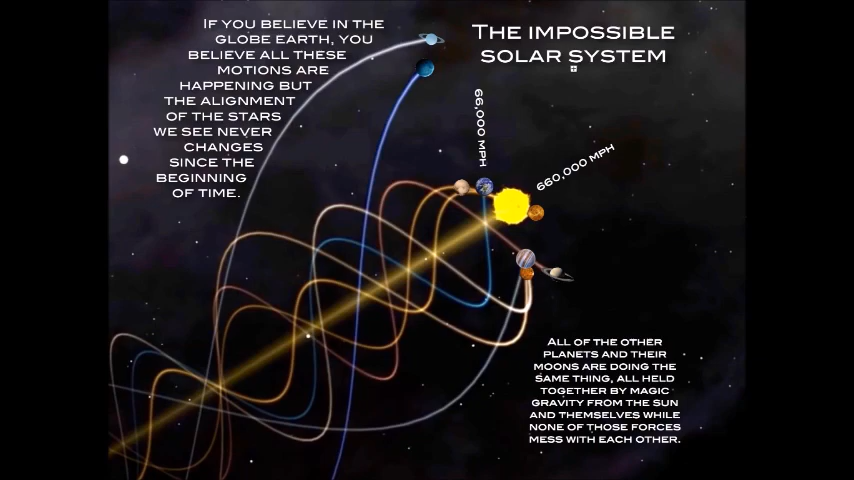 If you believe in the
globe earth, you
believe all these
motions are
happening but
the alignment
of the stars
we see never
changes
since the
beginning
of time.
The impossible
solar system
66,000 mph
660,000 mph
All of the other
planets and their
moons are doing the
same thing, all held
together by magic
gravity from the sun
and themselves while
none of those forces
mess with each other.